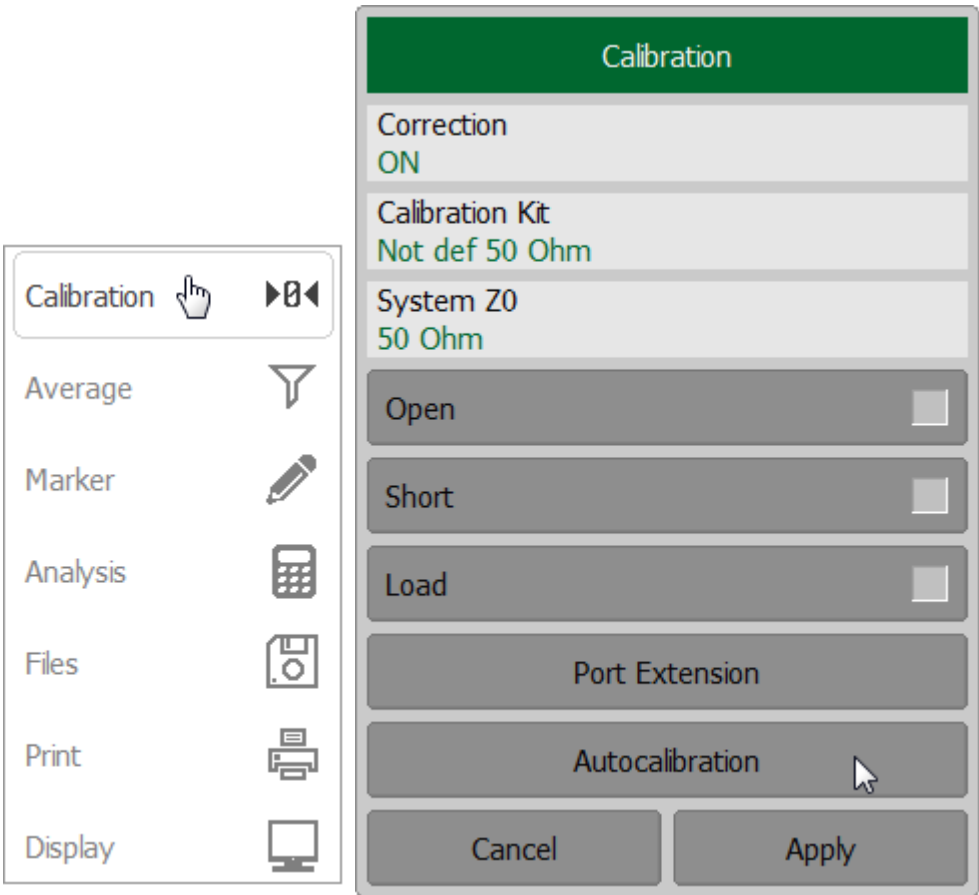 Calibration
Average
Marker
Analysis
Files
Print
Display
Calibration
Correction
ON
Calibration Kit
Not def 50 Ohm
System Z0
50 Ohm
Open
Short
Load
Port Extension
Autocalibration
Cancel
Apply